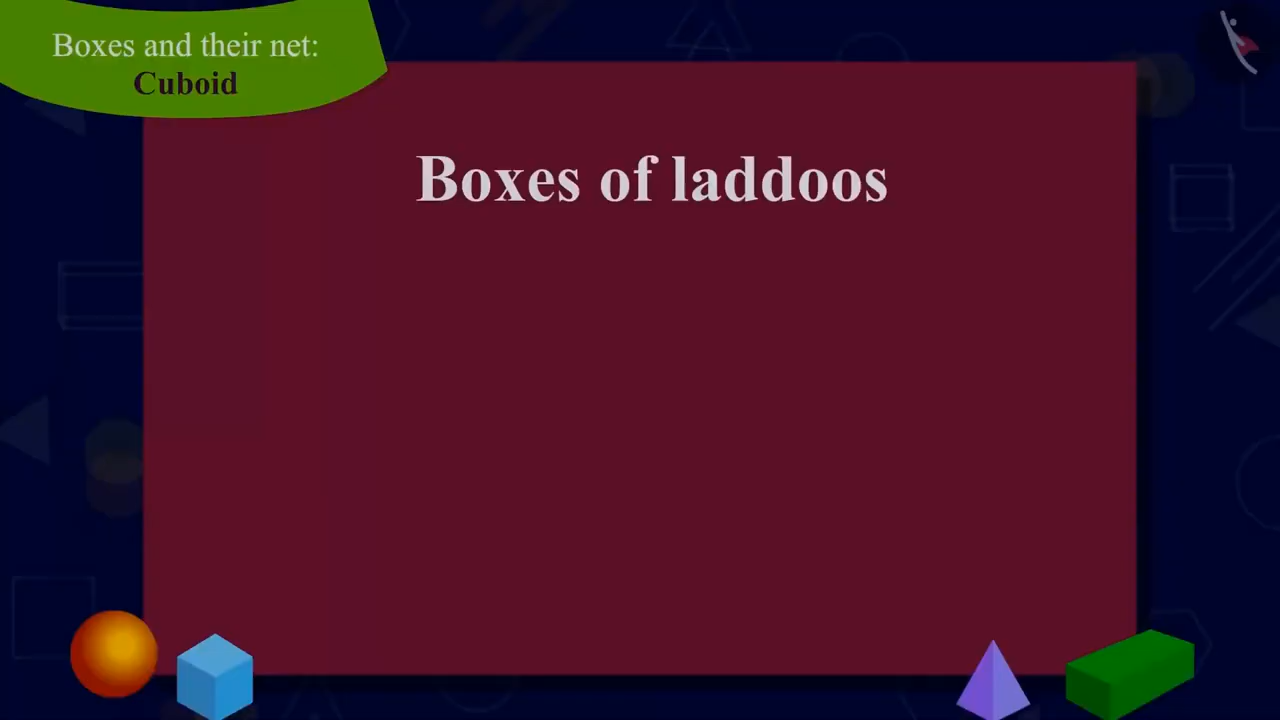 Boxes and their net:
Cuboid
Boxes of laddoos